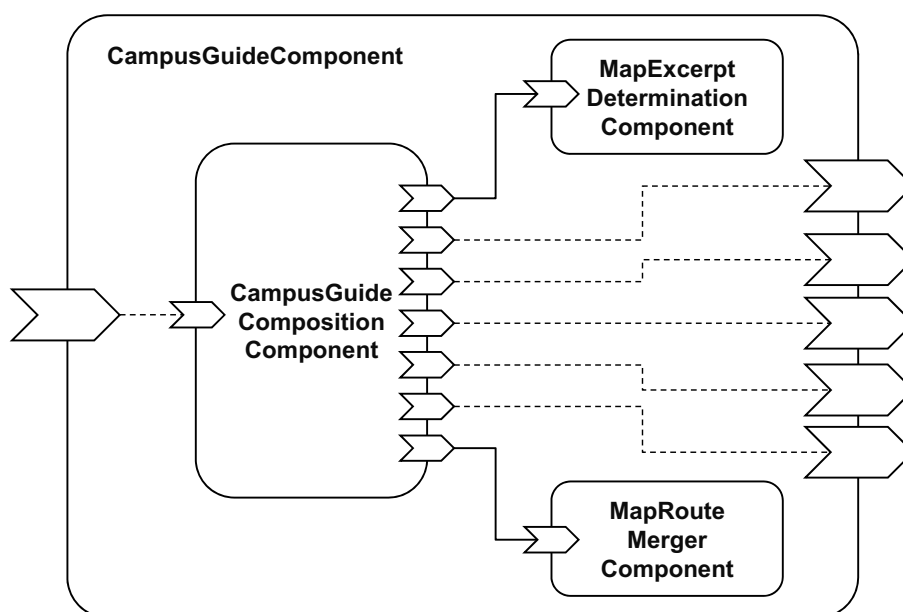 CampusGuideComponent
MapExcerpt
Determination
Component
CampusGuide
Composition
Component
MapRoute
Merger
Component